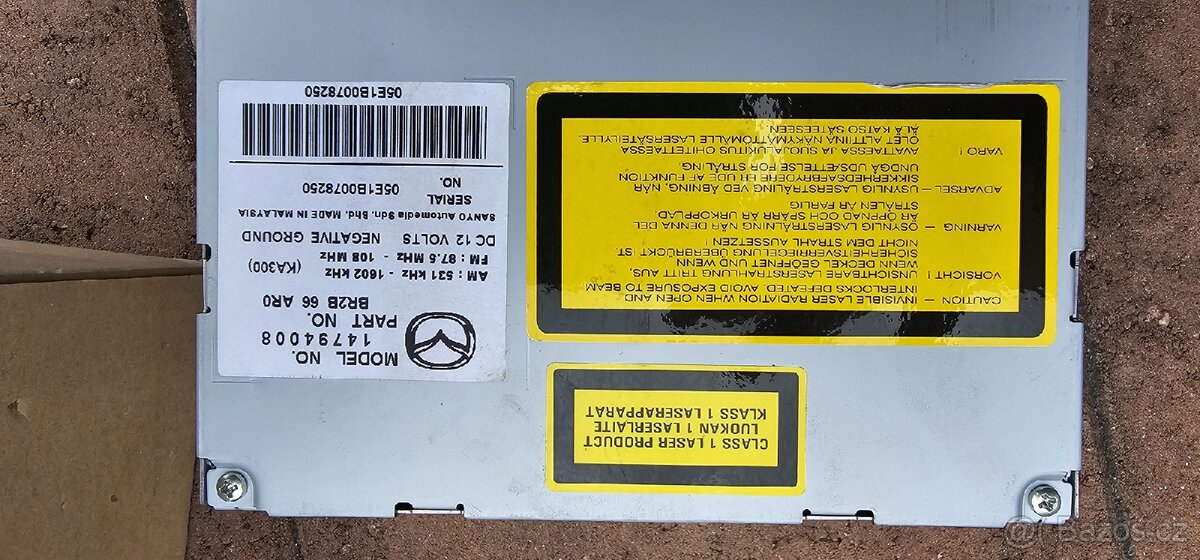 MODEL NO.
14794008
PART NO.
BR2B 66 AR0
AM : 531 kHz - 1602 kHz
FM : 87.5 MHz - 108 MHz
(KA300)
DC 12 VOLTS NEGATIVE GROUND
SANYO Automedia Sdn. Bhd. MADE IN MALAYSIA
SERIAL
NO.
05E1B0078250
05E1B0078250
CLASS 1 LASER PRODUCT
LUOKAN 1 LASERLAITE
KLASS 1 LASERAPPARAT
CAUTION — INVISIBLE LASER RADIATION WHEN OPEN AND
INTERLOCKS DEFEATED. AVOID EXPOSURE TO BEAM
VORSICHT ! UNSICHTBARE LASERSTRAHLUNG TRITT AUS,
WENN DECKEL GEÖFFNET UND WENN
SICHERHEITSVERRIEGELUNG ÜBERBRÜCKT IST.
NICHT DEM STRAHL AUSSETZEN !
VARNING — OSYNLIG LASERSTRÅLNING NÄR DENNA DEL
ÄR ÖPPNAD OCH SPÄRR ÄR URKOPPLAD.
STRÅLEN ÄR FARLIG
ADVARSEL — USYNLIG LASERSTRÅLING VED ÅBNING, NÅR
SIKKERHEDSAFBRYDERE ER UDE AF FUNKTION
UNDGÅ UDSÆTTELSE FOR STRÅLING.
VARO ! AVATTAESSA JA SUOJALUKITUS OHITETTAESSA
OLET ALTTIINA NÄKYMÄTTÖMÄLLE LASERSÄTEILYLLE.
ÄLÄ KATSO SÄTEESEEN
Bazos.cz